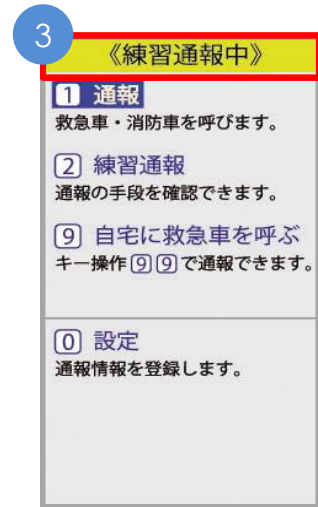 3
《練習通報中》
1 通報
救急車・消防車を呼びます。
2 練習通報
通報の手段を確認できます。
9 自宅に救急車を呼ぶ
キー操作99で通報できます。
0 設定
通報情報を登録します。